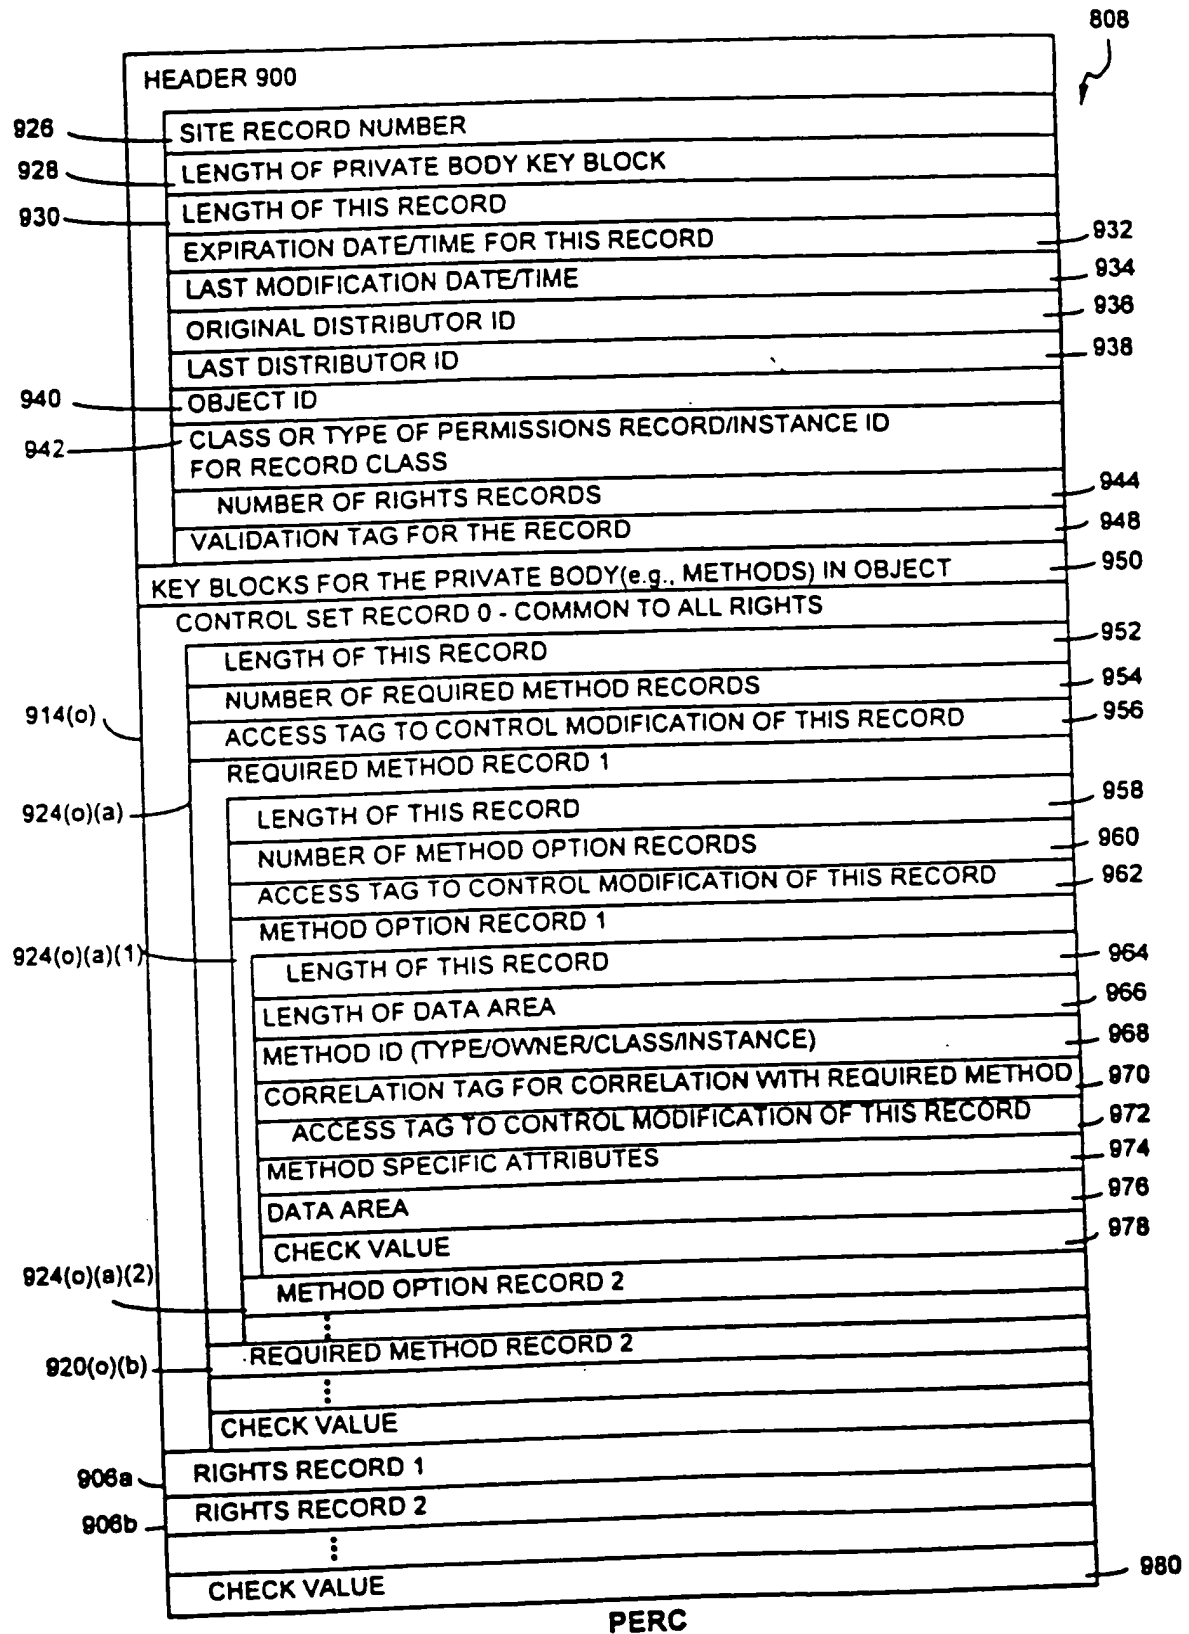 808
HEADER 900
926 SITE RECORD NUMBER
928 LENGTH OF PRIVATE BODY KEY BLOCK
930 LENGTH OF THIS RECORD
EXPIRATION DATE/TIME FOR THIS RECORD 932
LAST MODIFICATION DATE/TIME 934
ORIGINAL DISTRIBUTOR ID 936
LAST DISTRIBUTOR ID 938
940 OBJECT ID
942 CLASS OR TYPE OF PERMISSIONS RECORD/INSTANCE ID
FOR RECORD CLASS
NUMBER OF RIGHTS RECORDS 944
VALIDATION TAG FOR THE RECORD 948
KEY BLOCKS FOR THE PRIVATE BODY(e.g., METHODS) IN OBJECT 950
CONTROL SET RECORD 0 - COMMON TO ALL RIGHTS
LENGTH OF THIS RECORD 952
NUMBER OF REQUIRED METHOD RECORDS 954
914(o) ACCESS TAG TO CONTROL MODIFICATION OF THIS RECORD 956
REQUIRED METHOD RECORD 1
924(o)(a) LENGTH OF THIS RECORD 958
NUMBER OF METHOD OPTION RECORDS 960
ACCESS TAG TO CONTROL MODIFICATION OF THIS RECORD 962
METHOD OPTION RECORD 1
924(o)(a)(1) LENGTH OF THIS RECORD 964
LENGTH OF DATA AREA 966
METHOD ID (TYPE/OWNER/CLASS/INSTANCE) 968
CORRELATION TAG FOR CORRELATION WITH REQUIRED METHOD 970
ACCESS TAG TO CONTROL MODIFICATION OF THIS RECORD 972
METHOD SPECIFIC ATTRIBUTES 974
DATA AREA 976
CHECK VALUE 978
924(o)(a)(2) METHOD OPTION RECORD 2
920(o)(b) REQUIRED METHOD RECORD 2
CHECK VALUE
906a RIGHTS RECORD 1
906b RIGHTS RECORD 2
CHECK VALUE 980
PERC